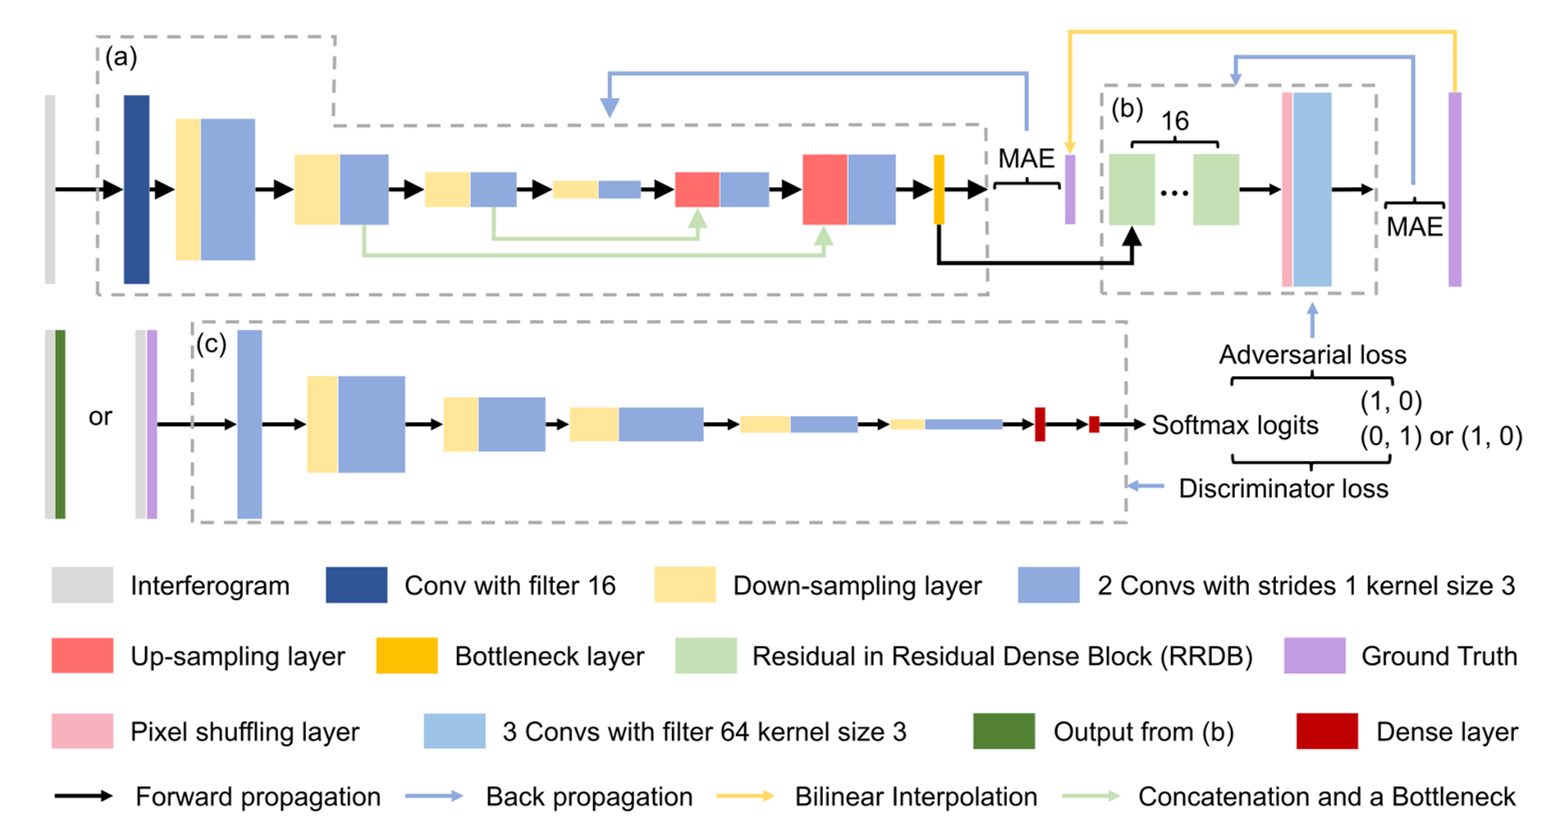 (a)
MAE
(b)
16
MAE
(c)
or
Adversarial loss
(1, 0)
Softmax logits
(0, 1) or (1, 0)
Discriminator loss
Interferogram
Conv with filter 16
Down-sampling layer
2 Convs with strides 1 kernel size 3
Up-sampling layer
Bottleneck layer
Residual in Residual Dense Block (RRDB)
Ground Truth
Pixel shuffling layer
3 Convs with filter 64 kernel size 3
Output from (b)
Dense layer
Forward propagation
Back propagation
Bilinear Interpolation
Concatenation and a Bottleneck